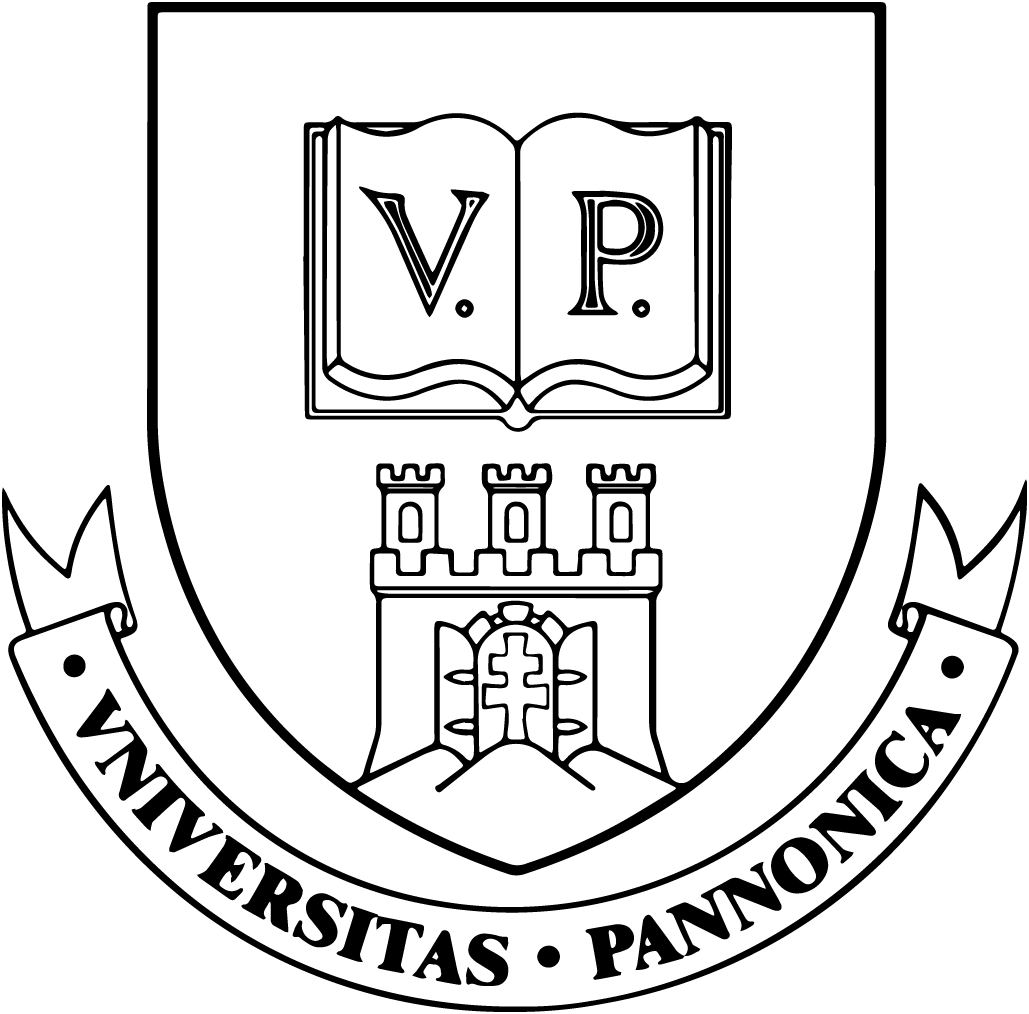 V. P.
· VNIVERSITAS · PANNONICA ·